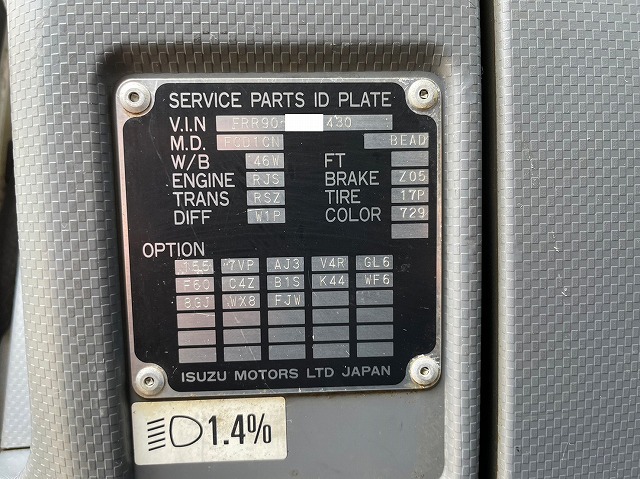 SERVICE PARTS ID PLATE
V.I.N FRR90- 430
M.D. BEAD
W/B 46W FT
ENGINE RJS BRAKE Z05
TRANS RSZ TIRE 17P
DIFF W1P COLOR 729
OPTION
7VP AJ3 V4R GL6
F60 C4Z B1S K44 WF6
8GJ WX8 FJW
ISUZU MOTORS LTD JAPAN
1.4%